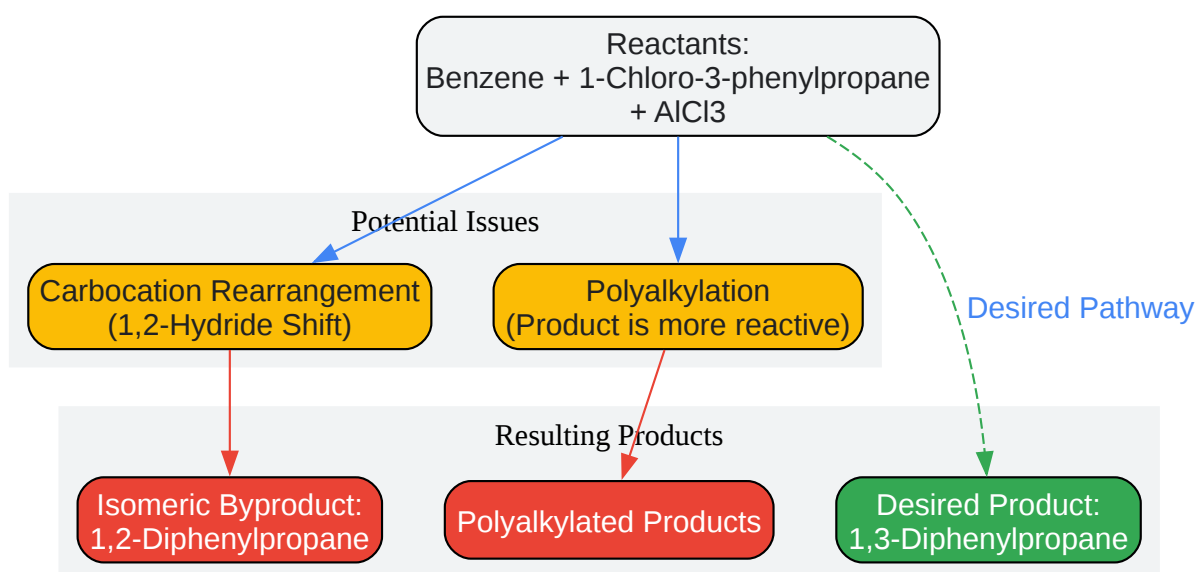 Reactants:
Benzene + 1-Chloro-3-phenylpropane
+ AlCl3
Potential Issues
Carbocation Rearrangement
(1,2-Hydride Shift)
Polyalkylation
(Product is more reactive)
Desired Pathway
Resulting Products
Isomeric Byproduct:
1,2-Diphenylpropane
Polyalkylated Products
Desired Product:
1,3-Diphenylpropane